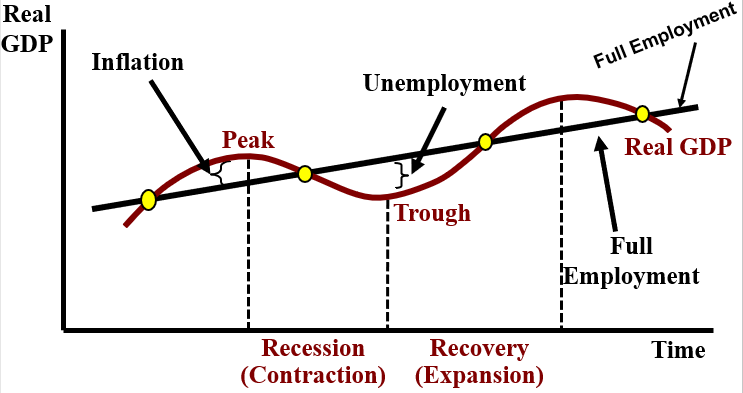 Real
GDP
Inflation
Peak
Unemployment
Trough
Full Employment
Real GDP
Full
Employment
Recession
(Contraction)
Recovery
(Expansion)
Time